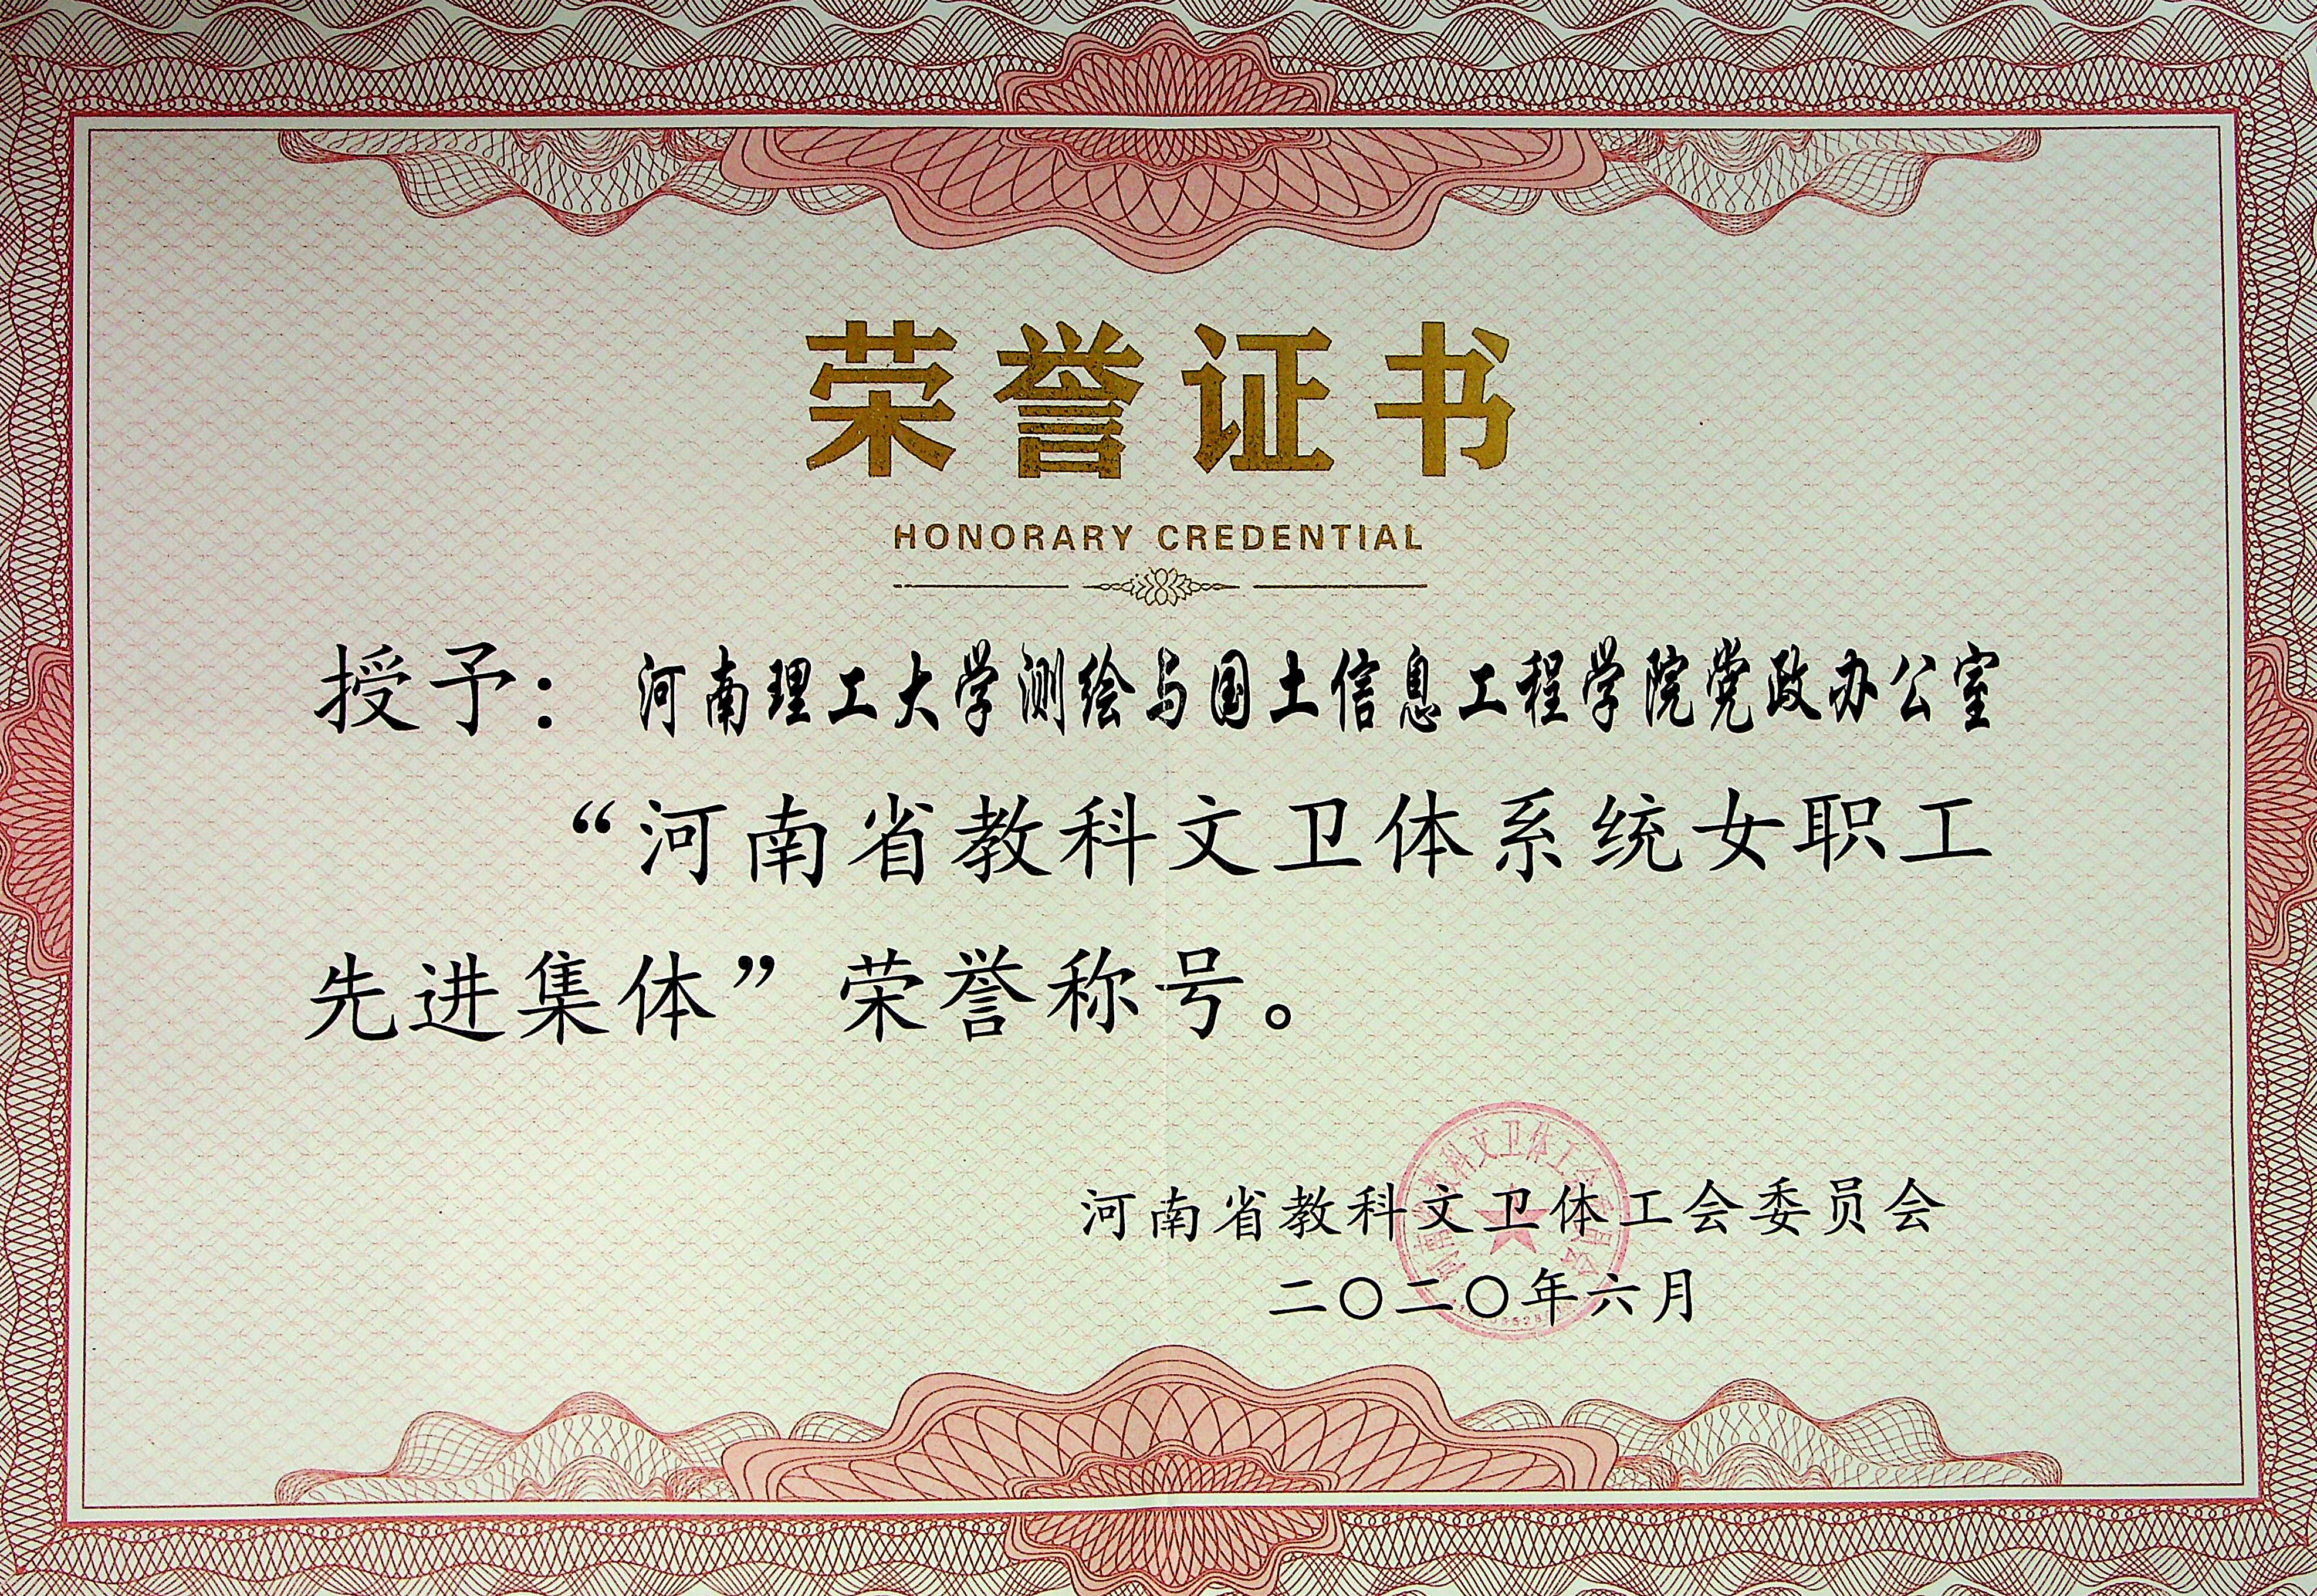 荣誉证书
HONORARY CREDENTIAL
授予：河南理工大学测绘与国土信息工程学院党政办公室
“河南省教科文卫体系统女职工
先进集体”荣誉称号。
河南省教科文卫体工会委员会
二〇二〇年六月